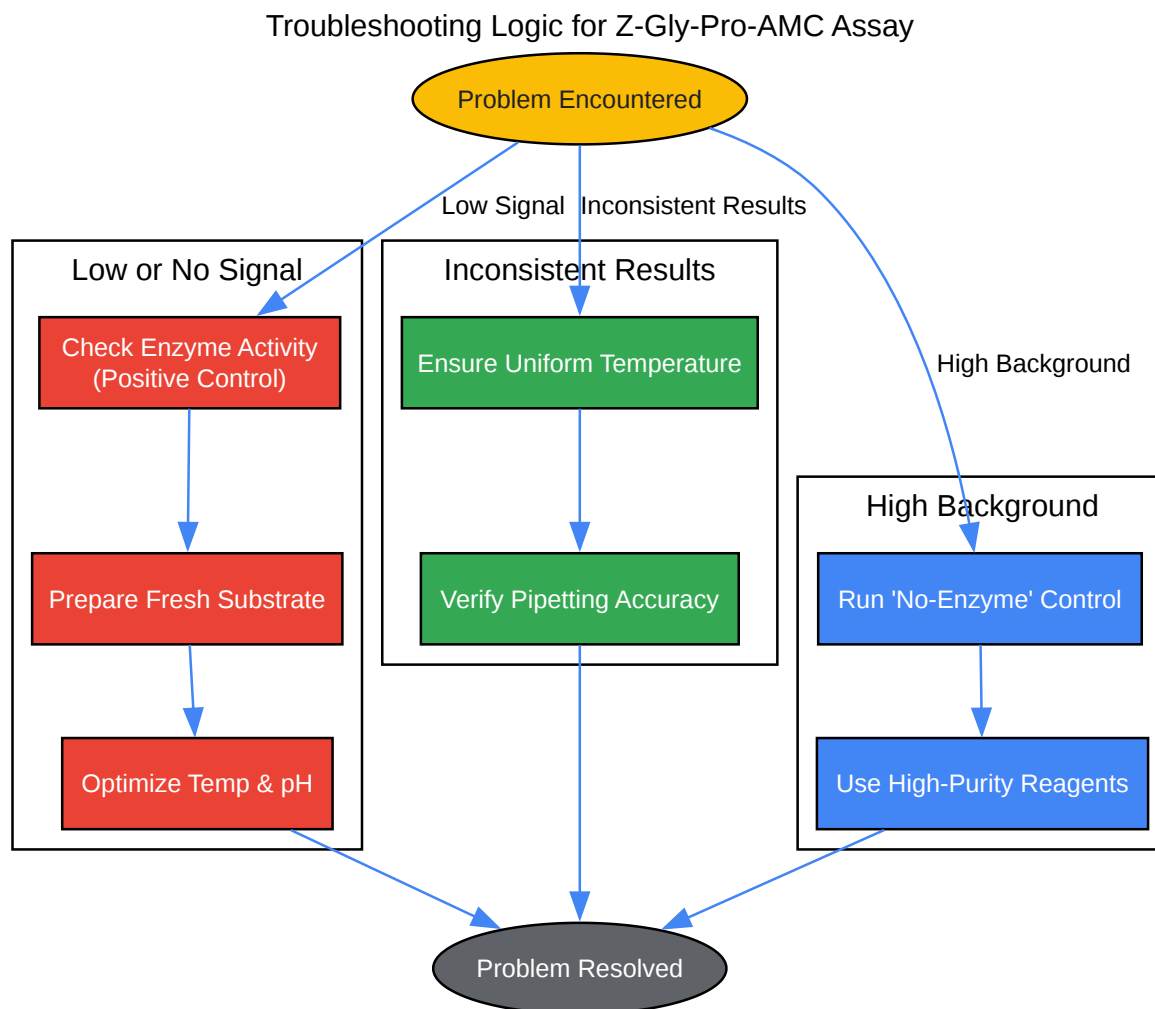 Troubleshooting Logic for Z-Gly-Pro-AMC Assay
Problem Encountered
Low Signal
Inconsistent Results
High Background
Low or No Signal
Check Enzyme Activity
(Positive Control)
Prepare Fresh Substrate
Optimize Temp & pH
Inconsistent Results
Ensure Uniform Temperature
Verify Pipetting Accuracy
High Background
Run 'No-Enzyme' Control
Use High-Purity Reagents
Problem Resolved